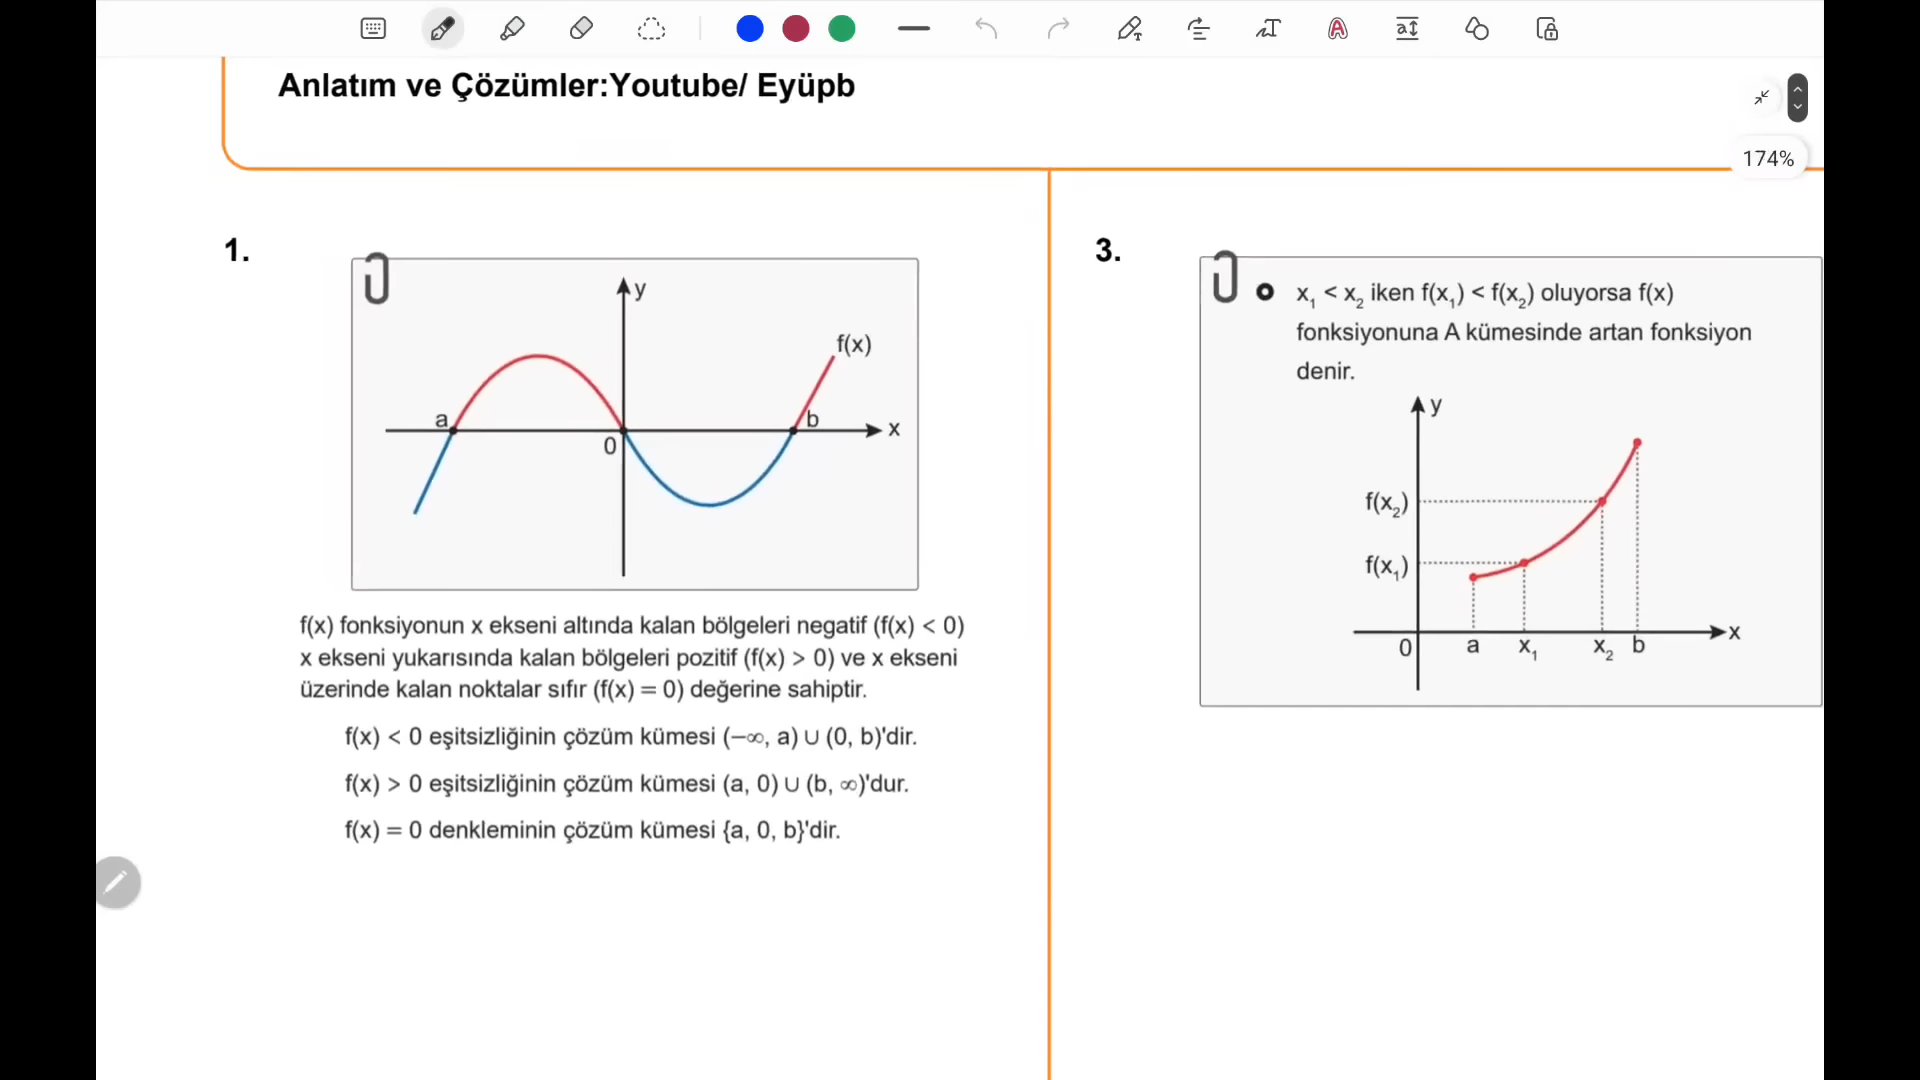 Anlatım ve Çözümler:Youtube/ Eyüpb
174%
1.
y
f(x)
a
b
x
0
f(x) fonksiyonun x ekseni altında kalan bölgeleri negatif (f(x) < 0)
x ekseni yukarısında kalan bölgeleri pozitif (f(x) > 0) ve x ekseni
üzerinde kalan noktalar sıfır (f(x) = 0) değerine sahiptir.
f(x) < 0 eşitsizliğinin çözüm kümesi (−∞, a) ∪ (0, b)'dir.
f(x) > 0 eşitsizliğinin çözüm kümesi (a, 0) ∪ (b, ∞)'dur.
f(x) = 0 denkleminin çözüm kümesi {a, 0, b}'dir.
3.
x₁ < x₂ iken f(x₁) < f(x₂) oluyorsa f(x)
fonksiyonuna A kümesinde artan fonksiyon
denir.
y
f(x₂)
f(x₁)
0 a x₁ x₂ b x